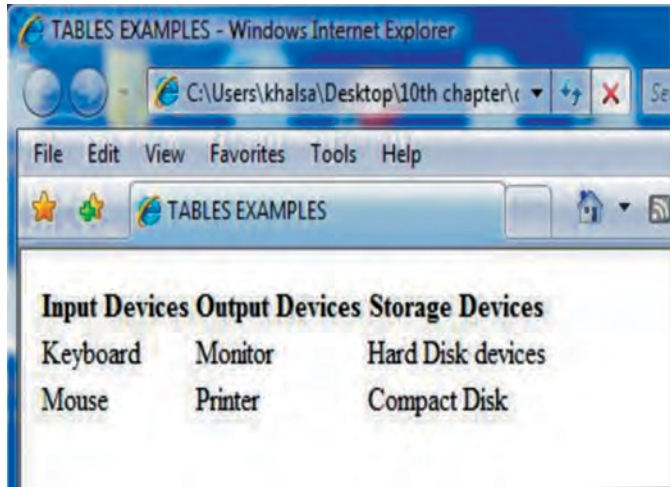 TABLES EXAMPLES - Windows Internet Explorer
C:\Users\khalsa\Desktop\10th chapter\
File Edit View Favorites Tools Help
TABLES EXAMPLES
Input Devices Output Devices Storage Devices
Keyboard Monitor Hard Disk devices
Mouse Printer Compact Disk